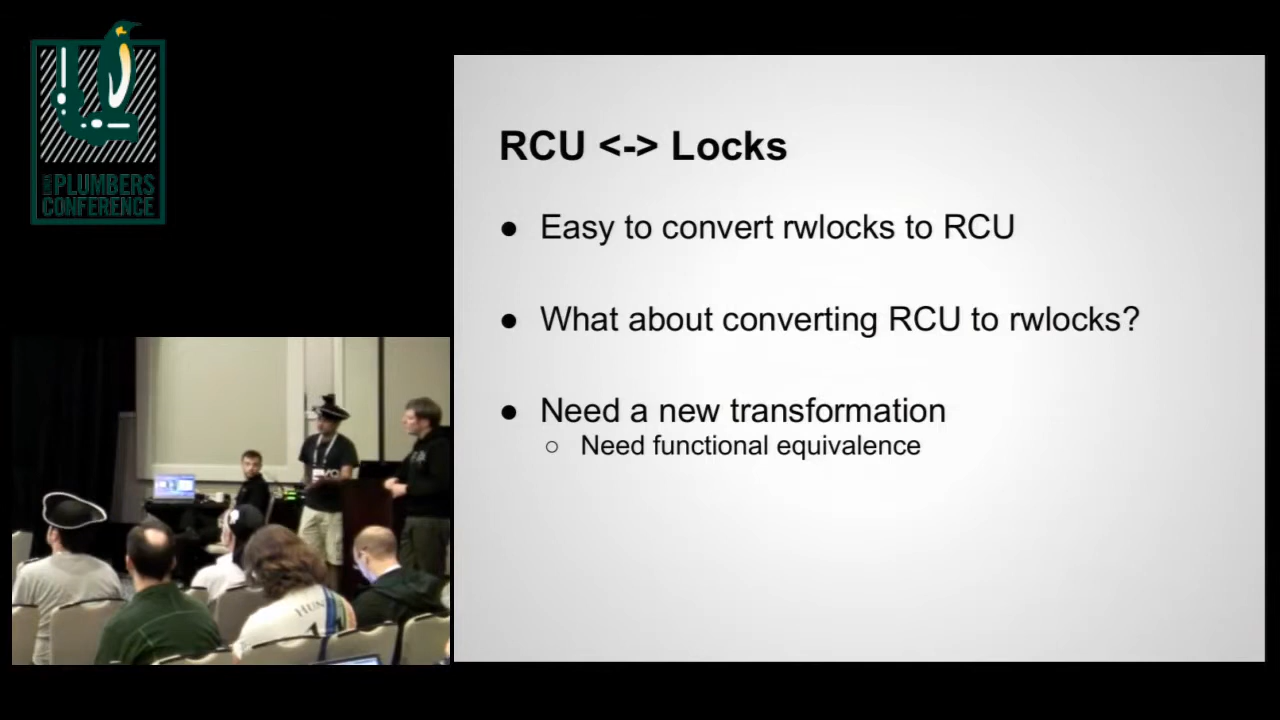 LINUX
PLUMBERS
CONFERENCE
RCU <-> Locks
● Easy to convert rwlocks to RCU
● What about converting RCU to rwlocks?
● Need a new transformation
○ Need functional equivalence